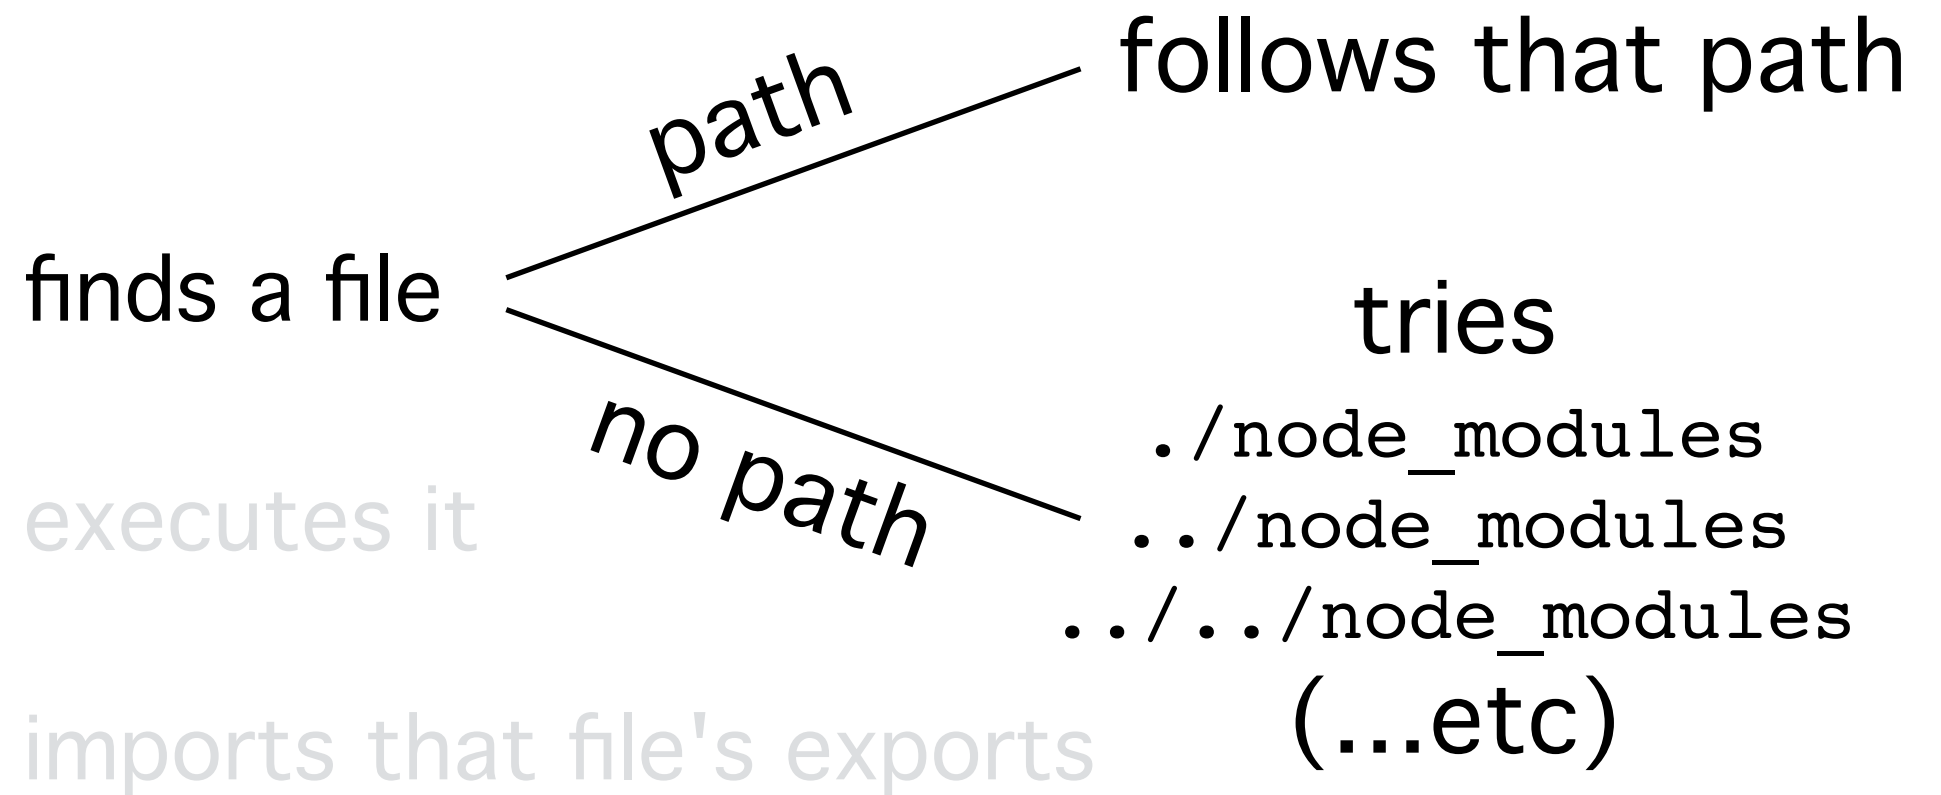 follows that path
path
finds a file
tries
no path
./node_modules
../node_modules
../../node_modules
(...etc)
executes it
imports that file's exports